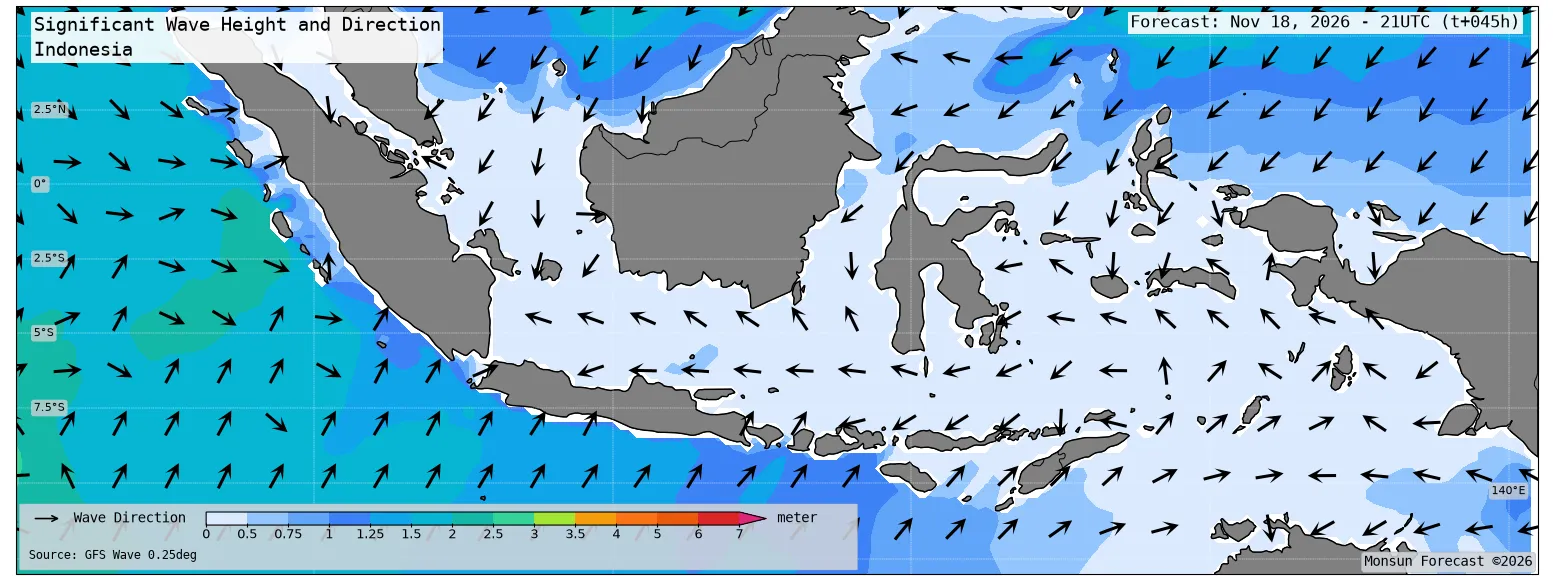 Significant Wave Height and Direction
Indonesia
Forecast: Nov 18, 2026 - 21UTC (t+045h)
2.5°N
0°
2.5°S
5°S
7.5°S
140°E
Wave Direction
0 0.5 0.75 1 1.25 1.5 2 2.5 3 3.5 4 5 6 7
meter
Source: GFS Wave 0.25deg
Monsun Forecast ©2026